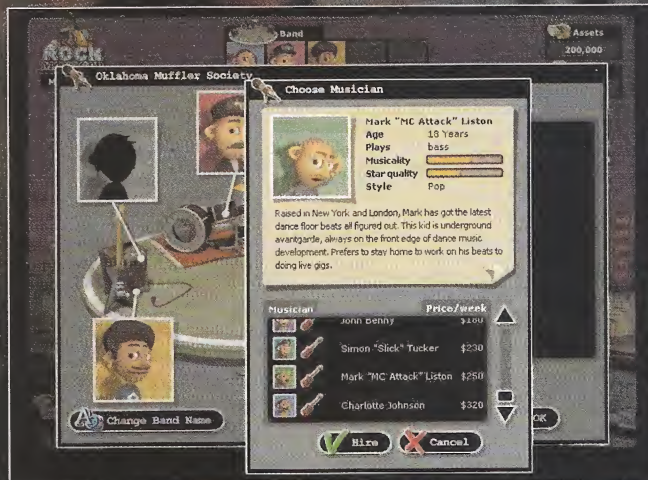 ROCK
Band
Assets
200,000
Oklahoma Muffler Society
Choose Musician
Mark "MC Attack" Liston
Age 18 Years
Plays bass
Musicality
Star quality
Style Pop
Raised in New York and London, Mark has got the latest
dance floor beats all figured out. This kid is underground
avantgarde, always on the front edge of dance music
development. Prefers to stay home to work on his beats to
doing live gigs.
Musician Price/week
John Benny $180
Simon "Slick" Tucker $230
Mark "MC Attack" Liston $250
Charlotte Johnson $320
Change Band Name
Hire
Cancel
OK